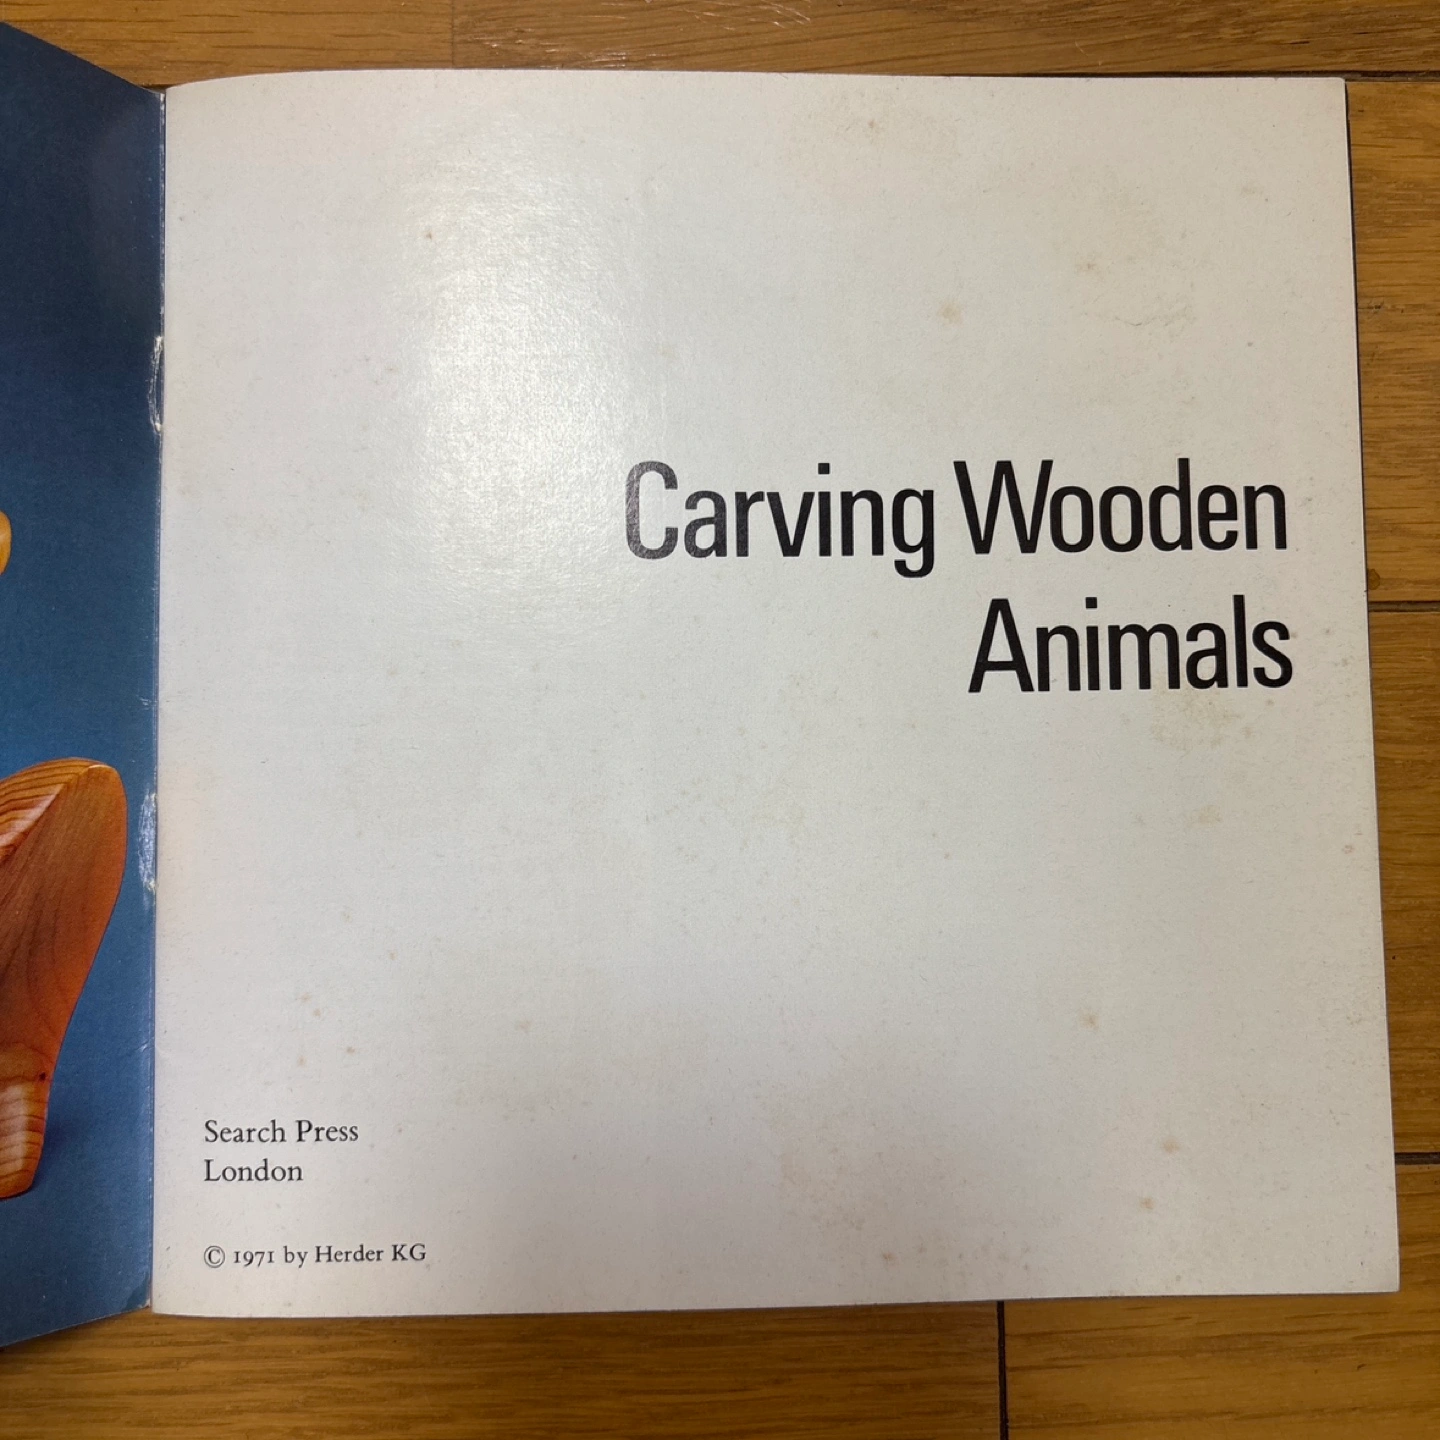 Carving Wooden
Animals
Search Press
London
© 1971 by Herder KG